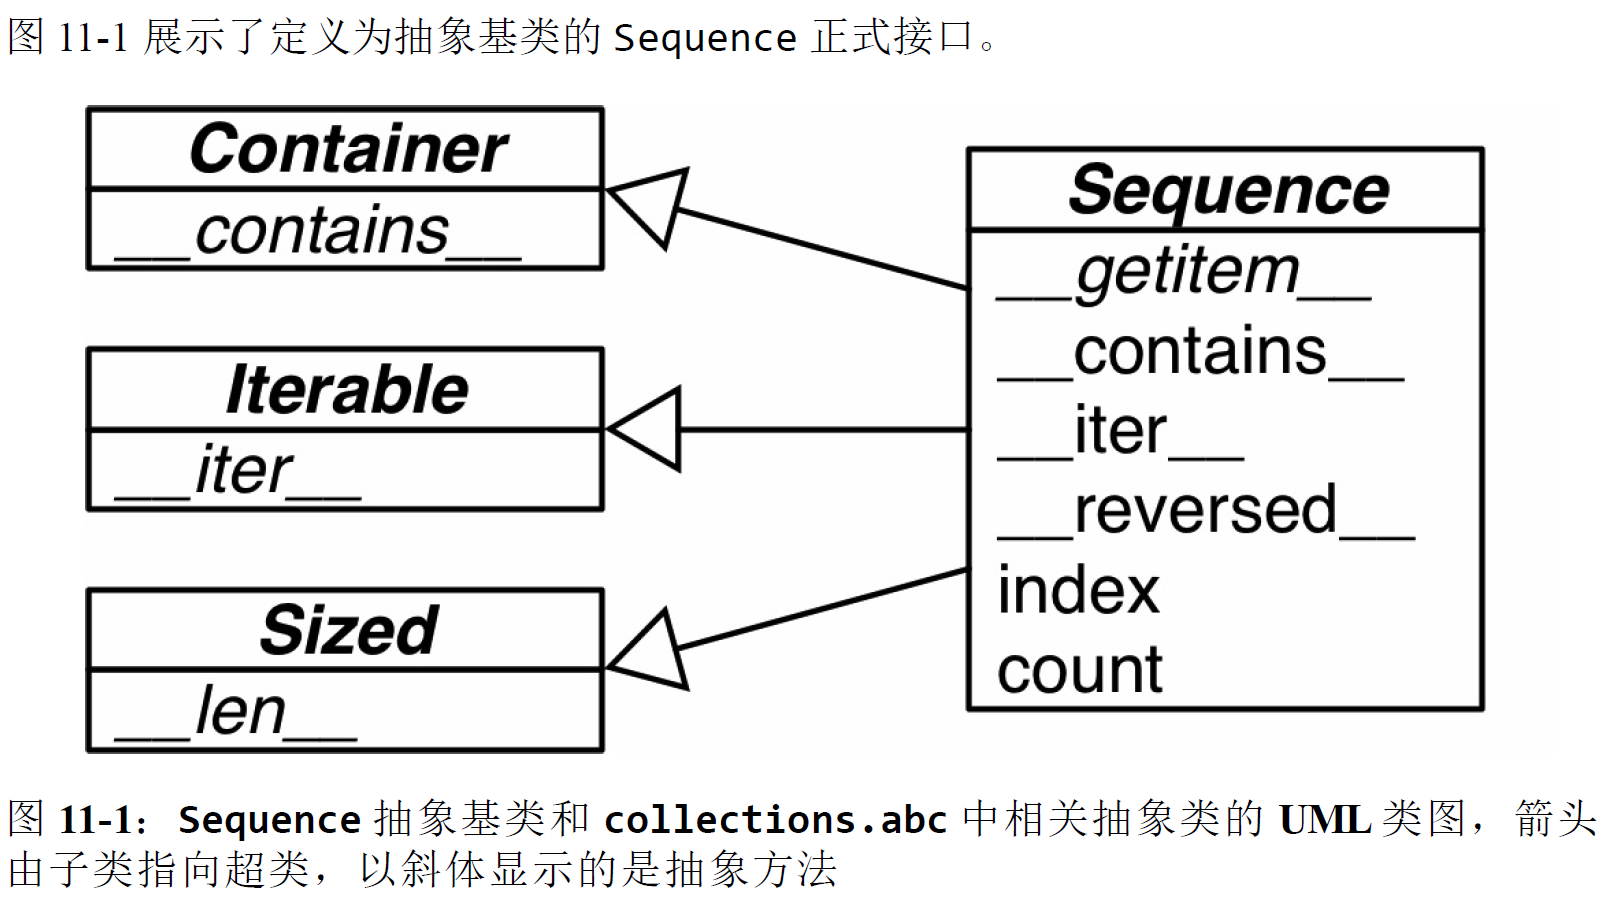 图 11-1 展示了定义为抽象基类的 Sequence 正式接口。
Container
__contains__
Iterable
__iter__
Sized
__len__
Sequence
__getitem__
__contains__
__iter__
__reversed__
index
count
图 11-1：Sequence 抽象基类和 collections.abc 中相关抽象类的 UML 类图，箭头
由子类指向超类，以斜体显示的是抽象方法